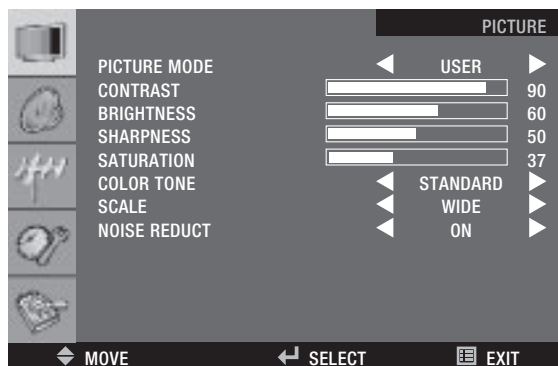 PICTURE
PICTURE MODE USER
CONTRAST 90
BRIGHTNESS 60
SHARPNESS 50
SATURATION 37
COLOR TONE STANDARD
SCALE WIDE
NOISE REDUCT ON
MOVE SELECT EXIT